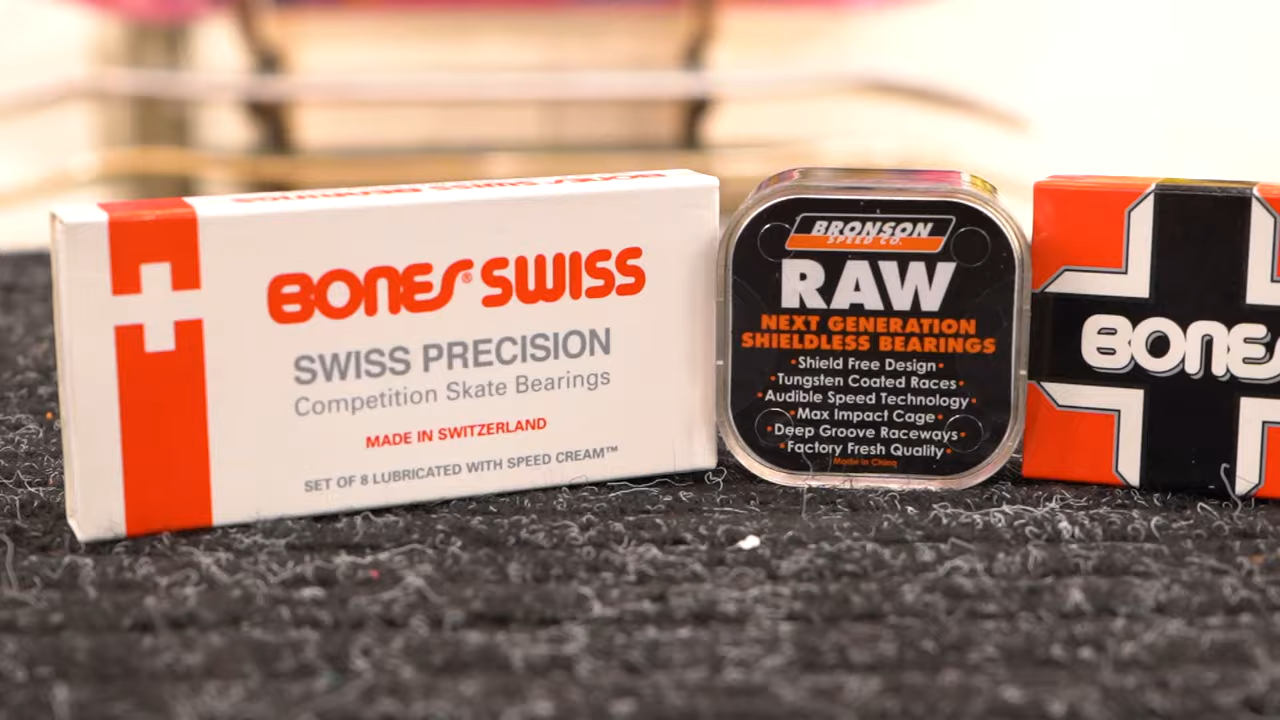 BONES SWISS
BONES® SWISS
SWISS PRECISION
Competition Skate Bearings
MADE IN SWITZERLAND
SET OF 8 LUBRICATED WITH SPEED CREAM™
BRONSON
SPEED CO.
RAW
NEXT GENERATION
SHIELDLESS BEARINGS
•Shield Free Design•
•Tungsten Coated Races•
•Audible Speed Technology•
•Max Impact Cage•
•Deep Groove Raceways•
•Factory Fresh Quality•
Made in China
BONES